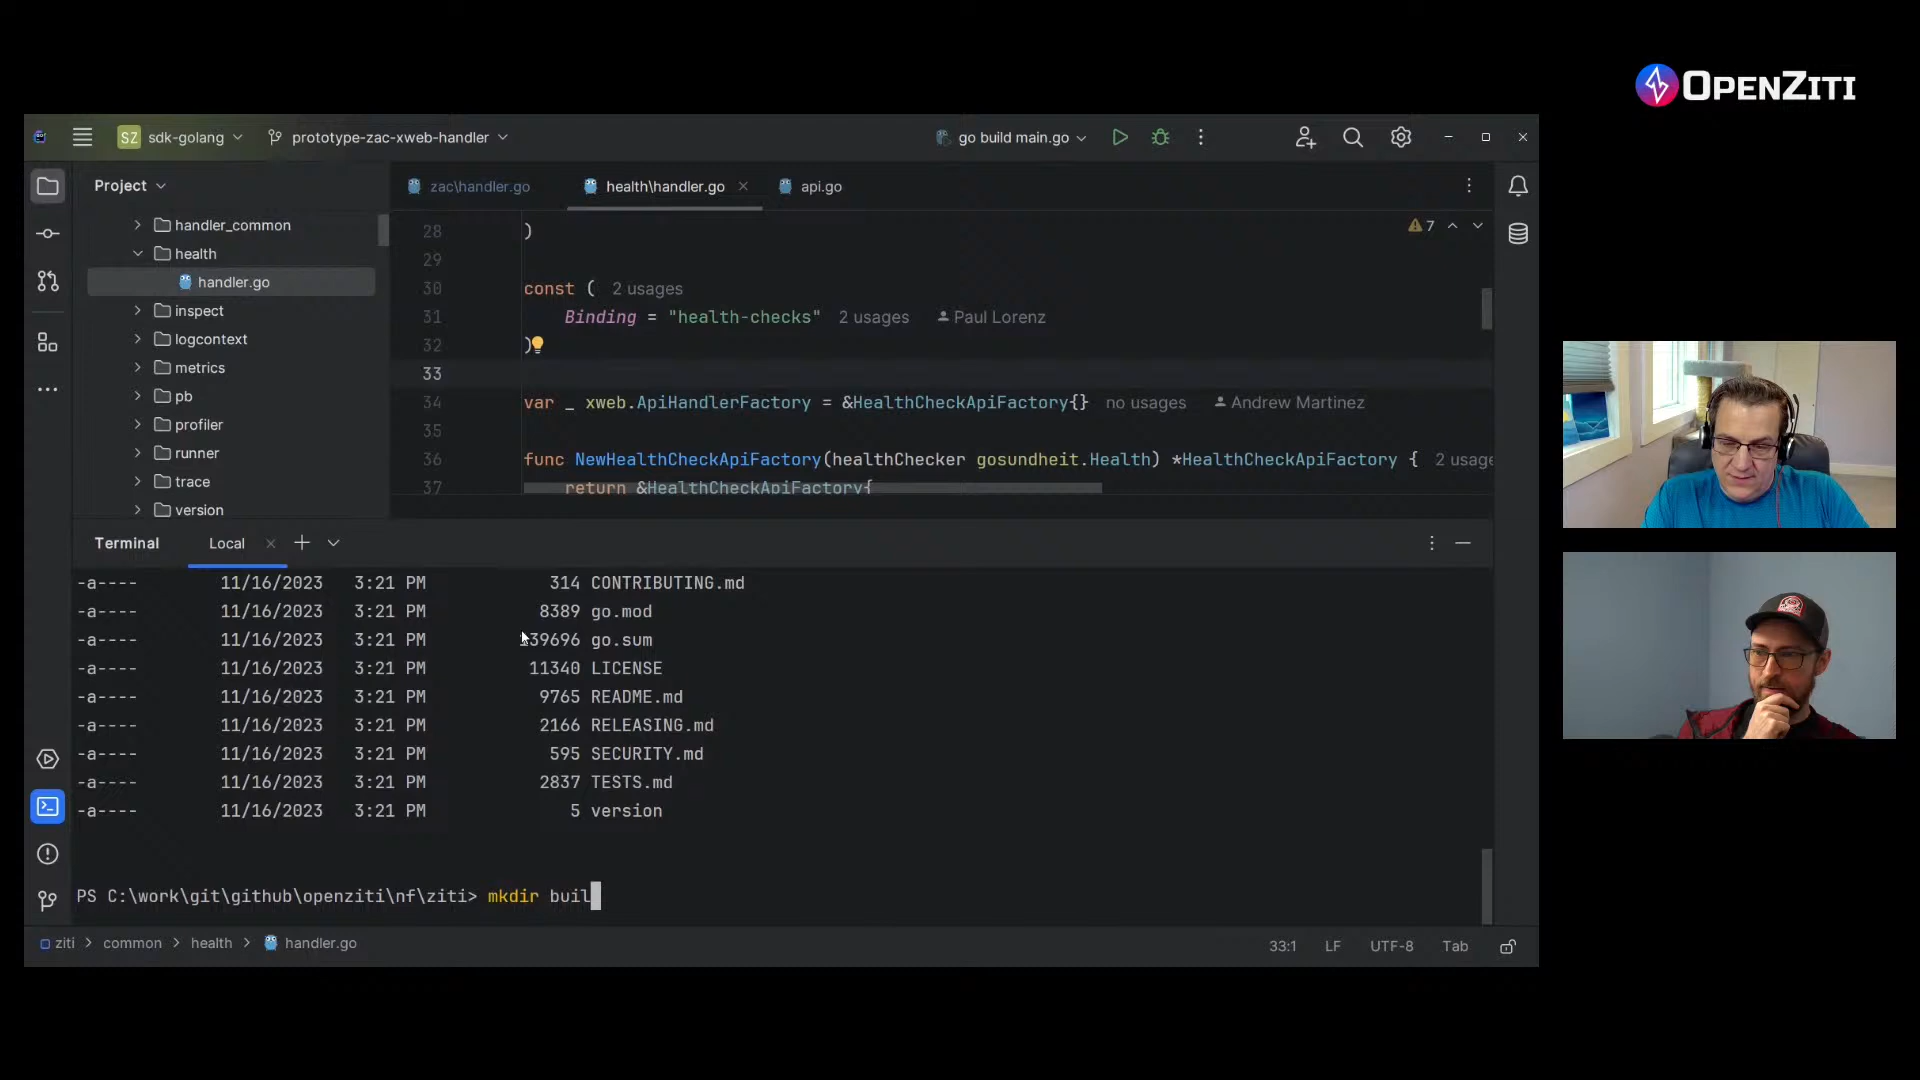 OPENZITI
SZ sdk-golang prototype-zac-xweb-handler go build main.go
Project
zac\handler.go health\handler.go api.go
handler_common
health
handler.go
inspect
logcontext
metrics
pb
profiler
runner
trace
version
28 )
29
30 const ( 2 usages
31 Binding = "health-checks" 2 usages Paul Lorenz
32 )
33
34 var _ xweb.ApiHandlerFactory = &HealthCheckApiFactory{} no usages Andrew Martinez
35
36 func NewHealthCheckApiFactory(healthChecker gosundheit.Health) *HealthCheckApiFactory { 2 usage
37 return &HealthCheckApiFactory{
7
Terminal Local
-a---- 11/16/2023 3:21 PM 314 CONTRIBUTING.md
-a---- 11/16/2023 3:21 PM 8389 go.mod
-a---- 11/16/2023 3:21 PM 39696 go.sum
-a---- 11/16/2023 3:21 PM 11340 LICENSE
-a---- 11/16/2023 3:21 PM 9765 README.md
-a---- 11/16/2023 3:21 PM 2166 RELEASING.md
-a---- 11/16/2023 3:21 PM 595 SECURITY.md
-a---- 11/16/2023 3:21 PM 2837 TESTS.md
-a---- 11/16/2023 3:21 PM 5 version
PS C:\work\git\github\openziti\nf\ziti> mkdir buil
ziti > common > health > handler.go 33:1 LF UTF-8 Tab